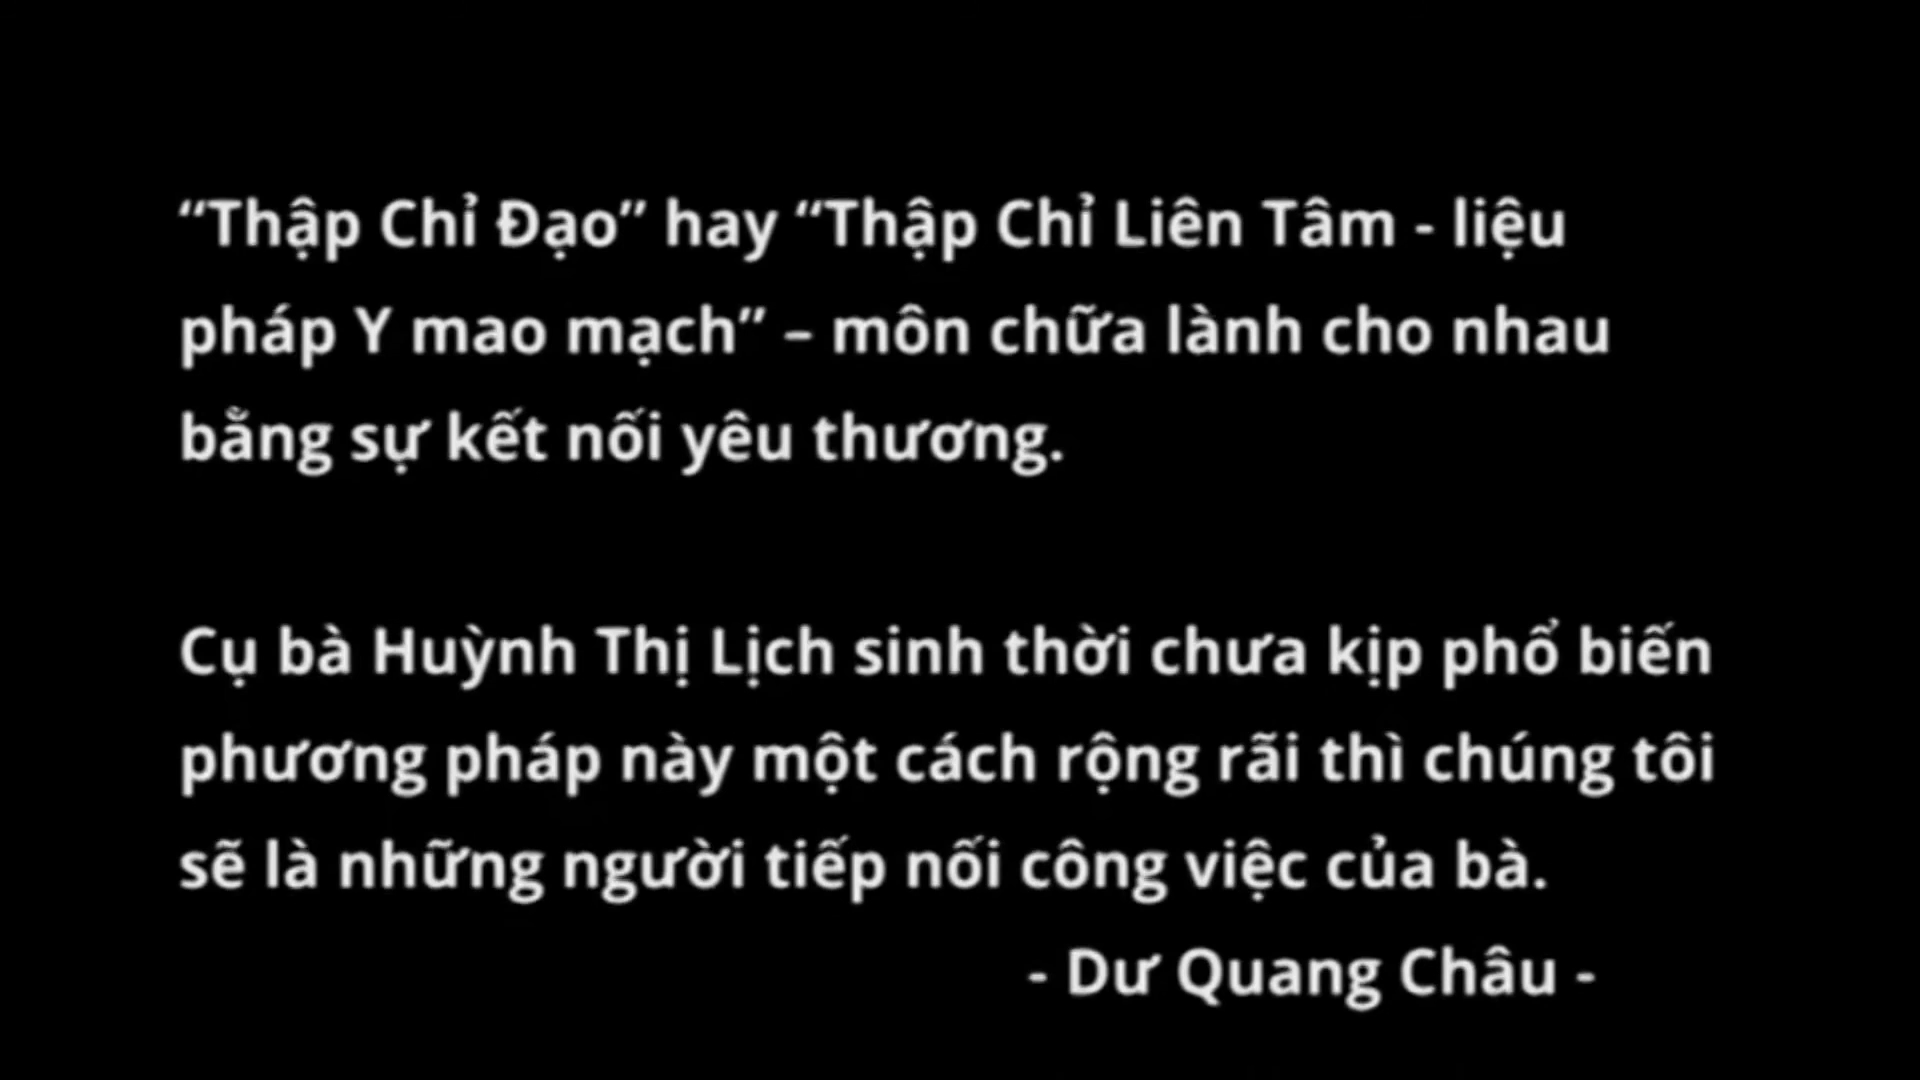 “Thập Chỉ Đạo” hay “Thập Chỉ Liên Tâm - liệu
pháp Y mao mạch” – môn chữa lành cho nhau
bằng sự kết nối yêu thương.
Cụ bà Huỳnh Thị Lịch sinh thời chưa kịp phổ biến
phương pháp này một cách rộng rãi thì chúng tôi
sẽ là những người tiếp nối công việc của bà.
- Dư Quang Châu -